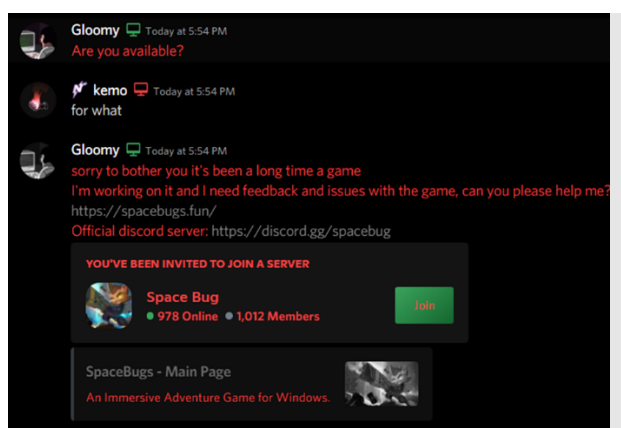 Gloomy Today at 5:54 PM
Are you available?
kemo Today at 5:54 PM
for what
Gloomy Today at 5:54 PM
sorry to bother you it's been a long time a game
I'm working on it and I need feedback and issues with the game, can you please help me?
https://spacebugs.fun/
Official discord server: https://discord.gg/spacebug
YOU'VE BEEN INVITED TO JOIN A SERVER
Space Bug
978 Online 1,012 Members
Join
SpaceBugs - Main Page
An Immersive Adventure Game for Windows.